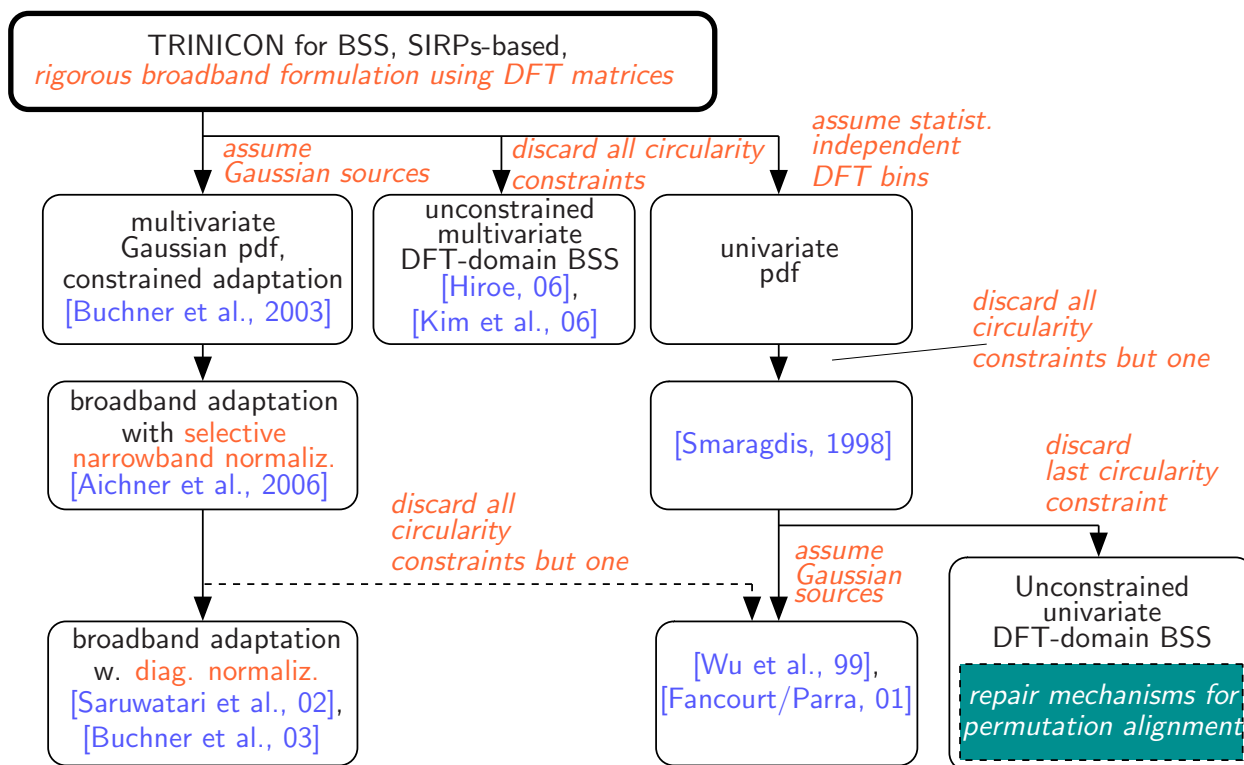 TRINICON for BSS, SIRPs-based,
rigorous broadband formulation using DFT matrices
assume
Gaussian sources
discard all circularity
constraints
assume statist.
independent
DFT bins
multivariate
Gaussian pdf,
constrained adaptation
[Buchner et al., 2003]
unconstrained
multivariate
DFT-domain BSS
[Hiroe, 06],
[Kim et al., 06]
univariate
pdf
discard all
circularity
constraints but one
broadband adaptation
with selective
narrowband normaliz.
[Aichner et al., 2006]
[Smaragdis, 1998]
discard
last circularity
constraint
discard all
circularity
constraints but one
assume
Gaussian
sources
broadband adaptation
w. diag. normaliz.
[Saruwatari et al., 02],
[Buchner et al., 03]
[Wu et al., 99],
[Fancourt/Parra, 01]
Unconstrained
univariate
DFT-domain BSS
repair mechanisms for
permutation alignment